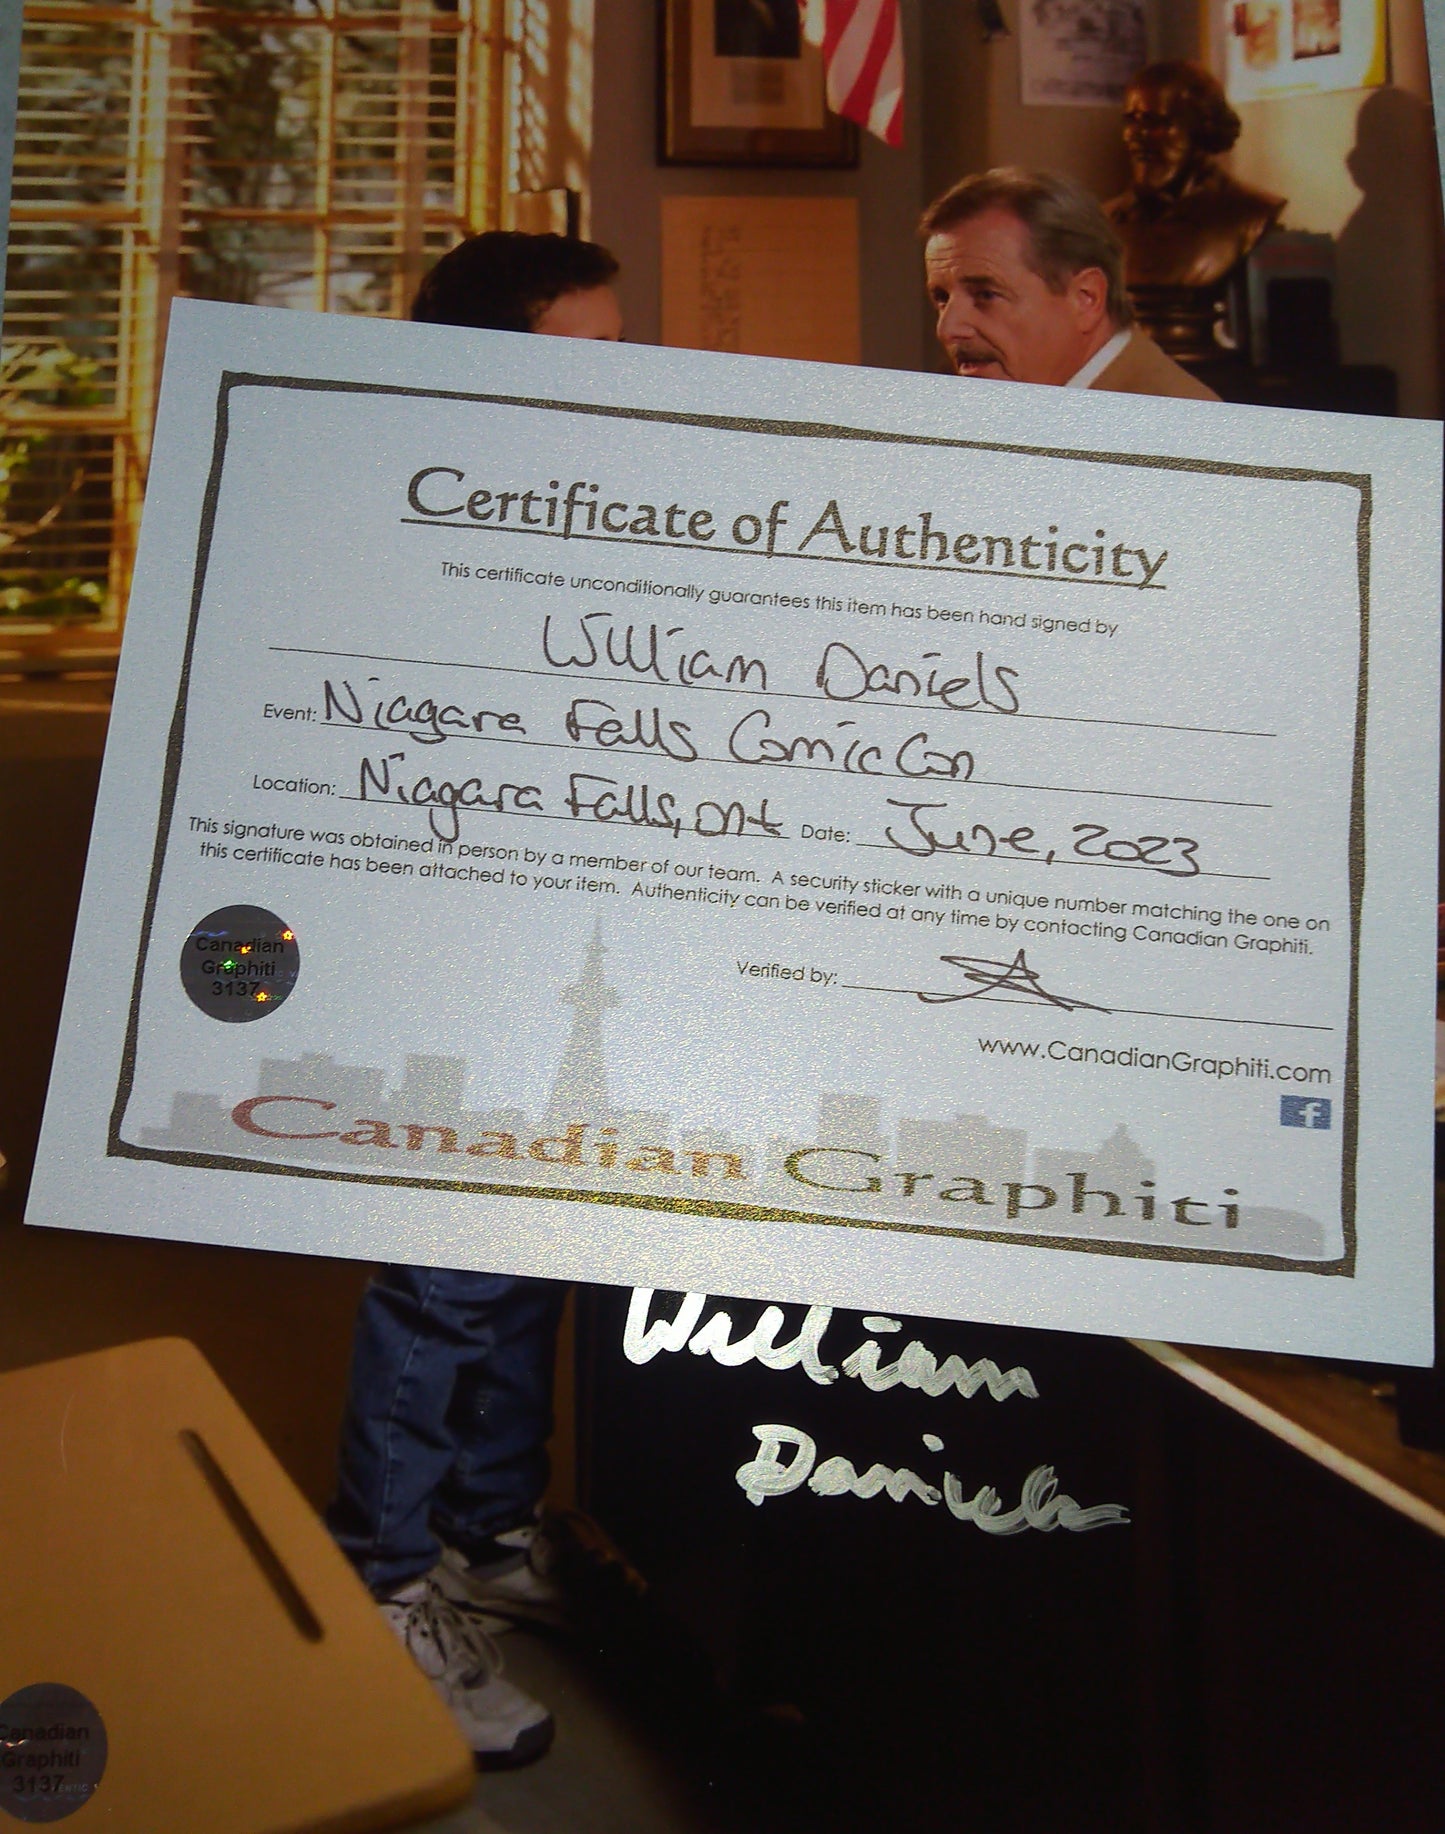 Certificate of Authenticity
This certificate unconditionally guarantees this item has been hand signed by
William Daniels
Event: Niagara Falls Comic Con
Location: Niagara Falls, Ont Date: June, 2023
This signature was obtained in person by a member of our team. A security sticker with a unique number matching the one on
this certificate has been attached to your item. Authenticity can be verified at any time by contacting Canadian Graphiti.
Canadian
Graphiti
3137
Verified by:
www.CanadianGraphiti.com
f
Canadian Graphiti
William
Daniels
Canadian
Graphiti
3137